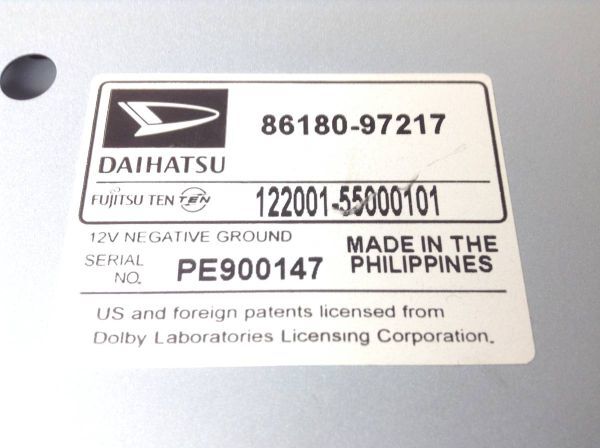 86180-97217
DAIHATSU
FUJITSU TEN TEN 122001-55000101
12V NEGATIVE GROUND
SERIAL NO. PE900147
MADE IN THE PHILIPPINES
US and foreign patents licensed from
Dolby Laboratories Licensing Corporation.